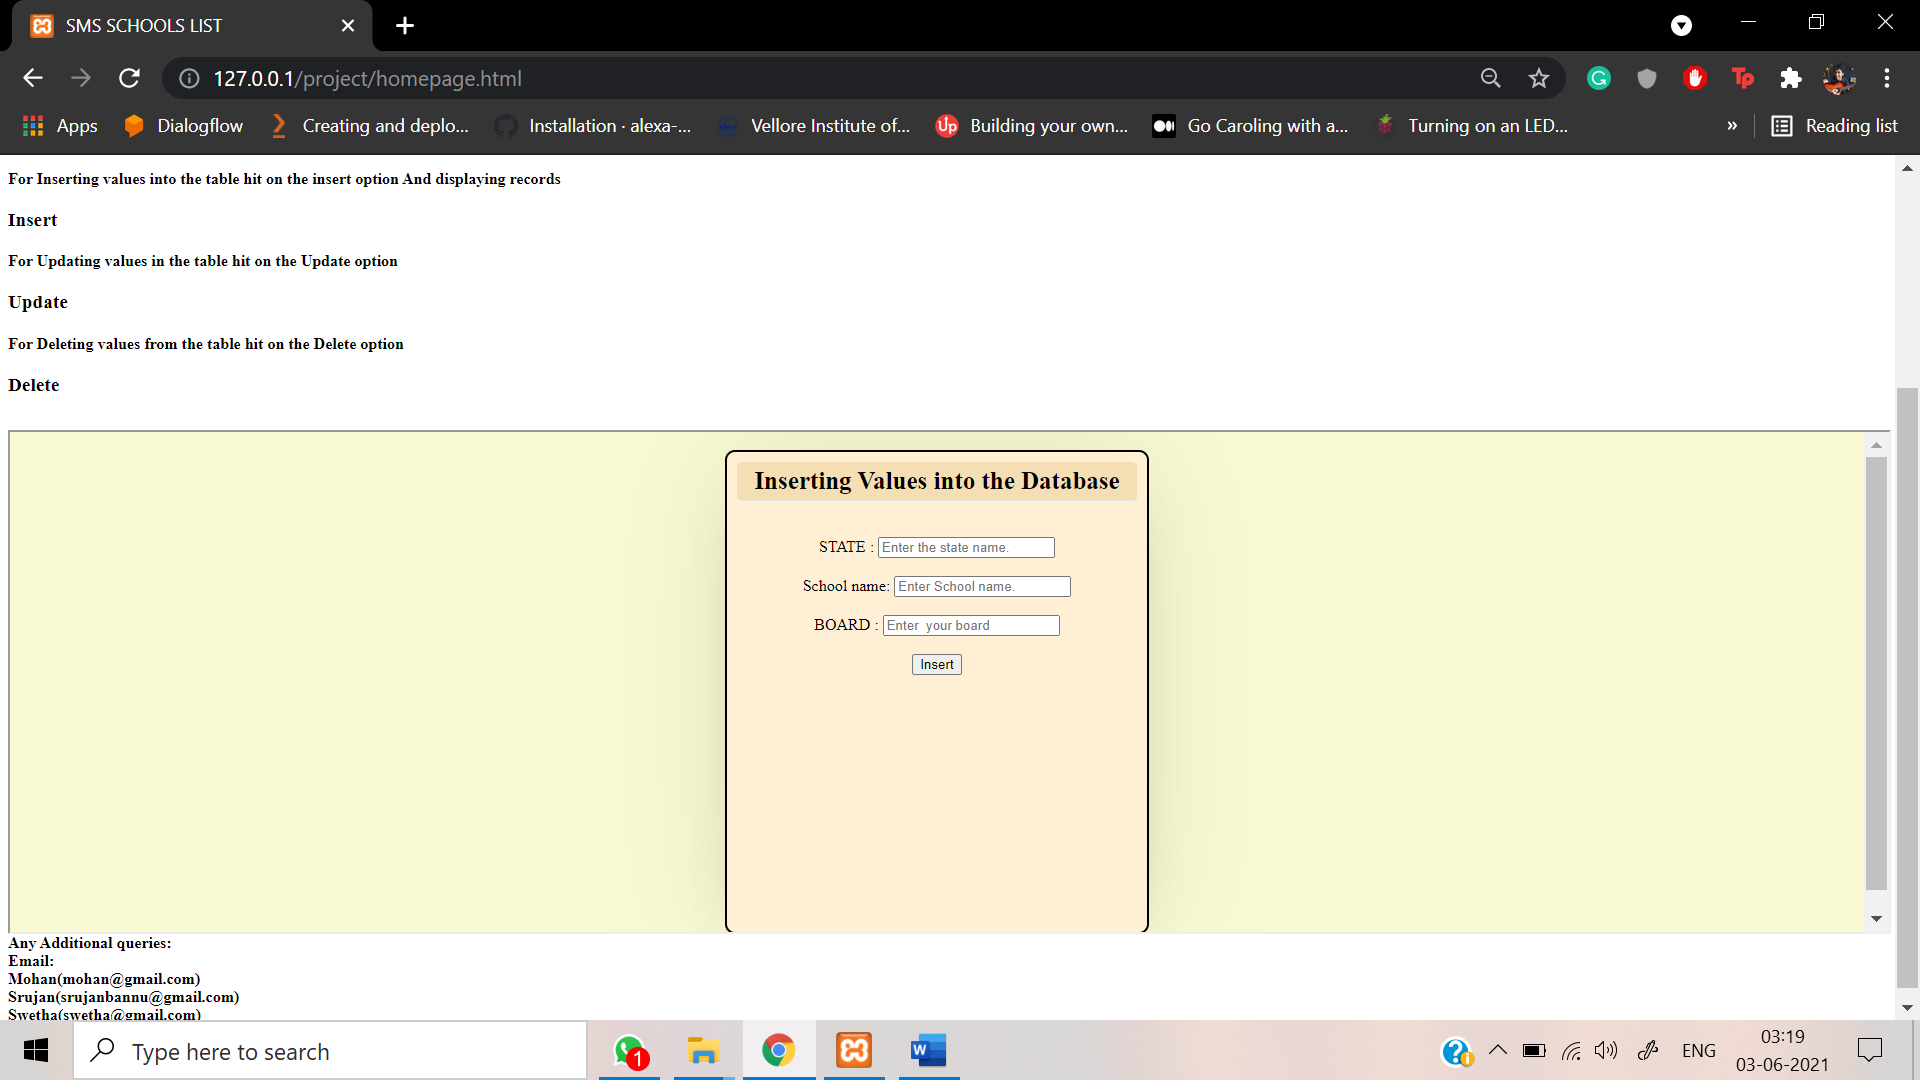 SMS SCHOOLS LIST
127.0.0.1/project/homepage.html
Apps Dialogflow Creating and deplo... Installation · alexa-... Vellore Institute of... Building your own... Go Caroling with a... Turning on an LED... » Reading list
For Inserting values into the table hit on the insert option And displaying records
Insert
For Updating values in the table hit on the Update option
Update
For Deleting values from the table hit on the Delete option
Delete
Inserting Values into the Database
STATE : Enter the state name.
School name: Enter School name.
BOARD : Enter  your board
Insert
Any Additional queries:
Email:
Mohan(mohan@gmail.com)
Srujan(srujanbannu@gmail.com)
Swetha(swetha@gmail.com)
Type here to search
1
W
ENG
03:19
03-06-2021